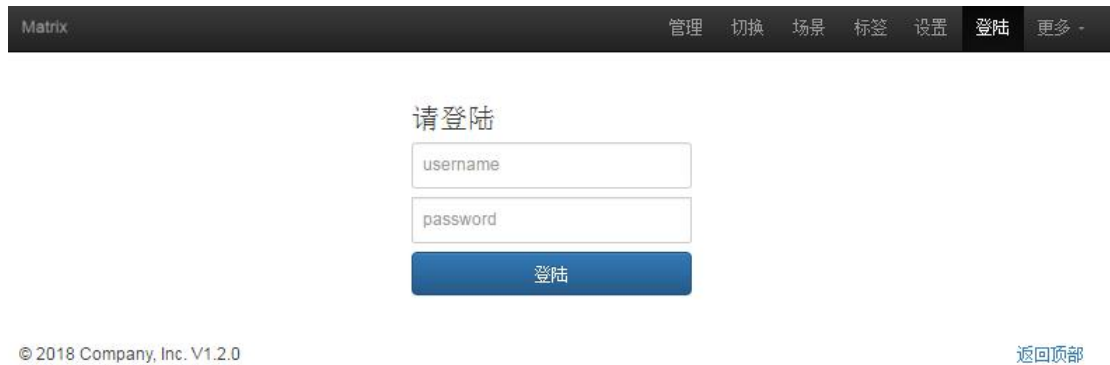 Matrix 管理 切换 场景 标签 设置 登陆 更多
请登陆
username
password
登陆
© 2018 Company, Inc. V1.2.0 返回顶部